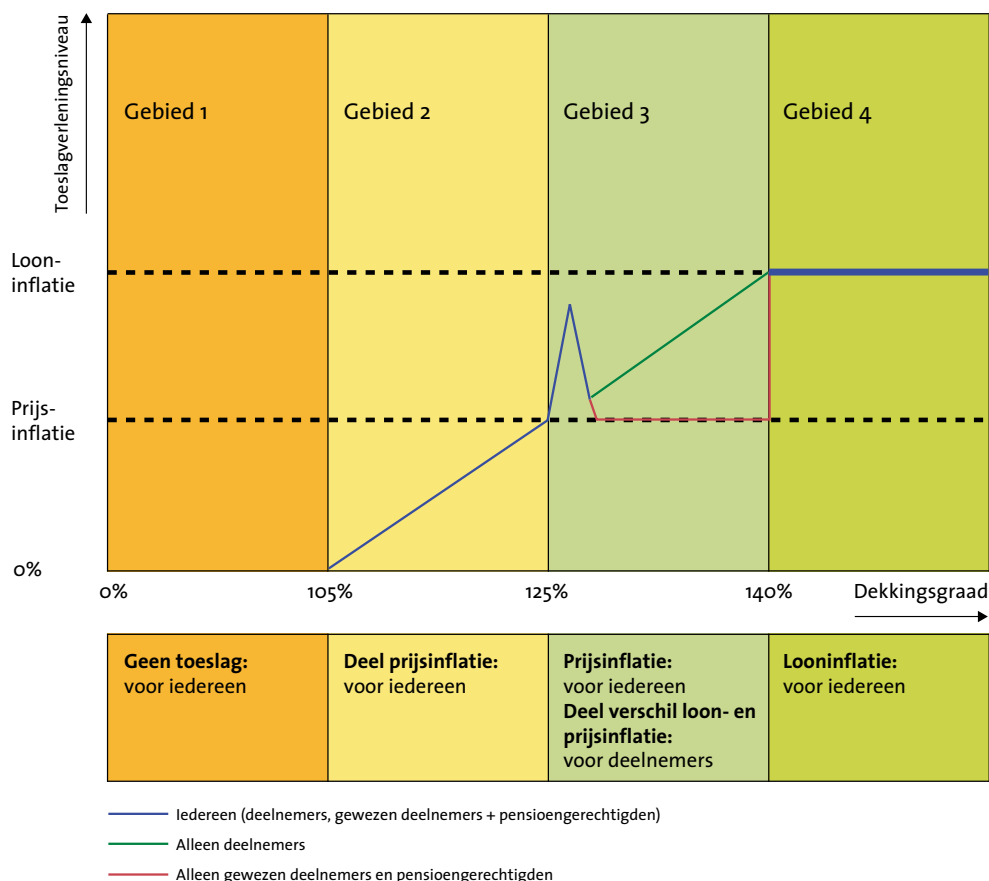 Toeslagverleningsniveau
Gebied 1
Gebied 2
Gebied 3
Gebied 4
Loon-
inflatie
Prijs-
inflatie
0%
0%
105%
125%
140%
Dekkingsgraad
Geen toeslag:
voor iedereen
Deel prijsinflatie:
voor iedereen
Prijsinflatie:
voor iedereen
Deel verschil loon- en
prijsinflatie:
voor deelnemers
Looninflatie:
voor iedereen
Iedereen (deelnemers, gewezen deelnemers + pensioengerechtigden)
Alleen deelnemers
Alleen gewezen deelnemers en pensioengerechtigden